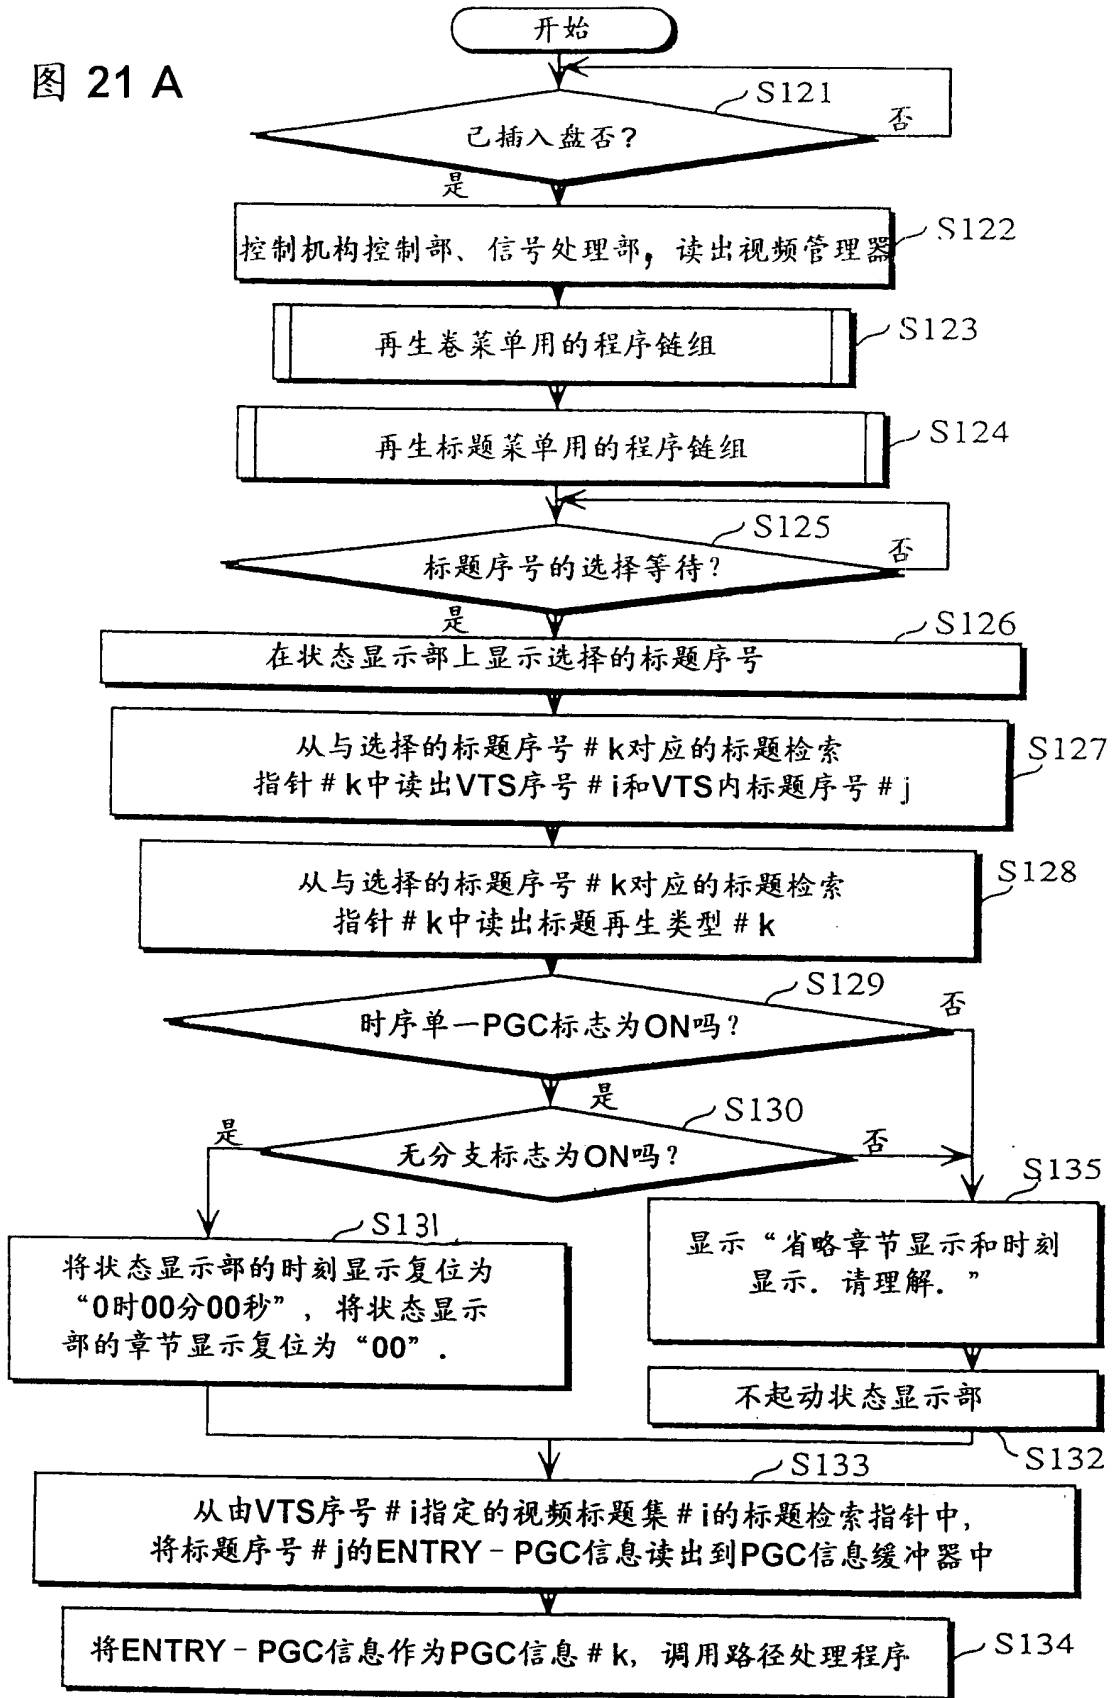 开始
图 21 A
S121
已插入盘否?
否
是
S122
控制机构控制部、信号处理部,读出视频管理器
S123
再生卷菜单用的程序链组
S124
再生标题菜单用的程序链组
S125
标题序号的选择等待?
否
是
S126
在状态显示部上显示选择的标题序号
S127
从与选择的标题序号#k对应的标题检索
指针#k中读出VTS序号#i和VTS内标题序号#j
S128
从与选择的标题序号#k对应的标题检索
指针#k中读出标题再生类型#k
S129
时序单一PGC标志为ON吗?
否
是
S130
是
无分支标志为ON吗?
否
S135
S131
显示“省略章节显示和时刻
显示.请理解.”
将状态显示部的时刻显示复位为
“0时00分00秒”,将状态显示
部的章节显示复位为“00”.
不起动状态显示部
S132
S133
从由VTS序号#i指定的视频标题集#i的标题检索指针中,
将标题序号#j的ENTRY-PGC信息读出到PGC信息缓冲器中
S134
将ENTRY-PGC信息作为PGC信息#k,调用路径处理程序